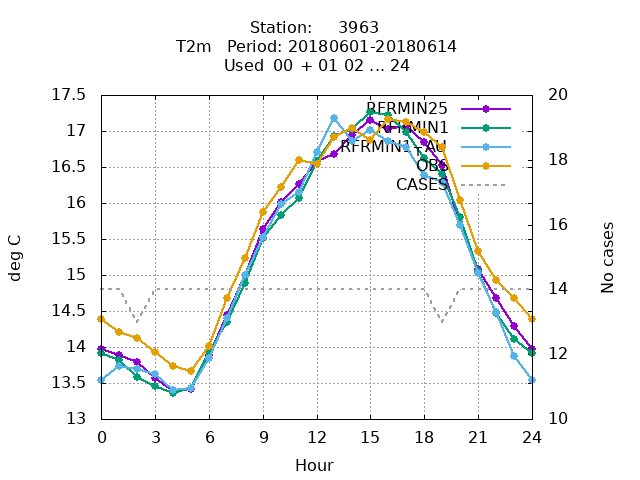 Station: 3963
T2m Period: 20180601-20180614
Used 00 + 01 02 ... 24
RFRMIN25
RFRMIN1
RFRMIN1+AU
OBS
CASES
deg C
17.5
17
16.5
16
15.5
15
14.5
14
13.5
13
20
18
16
14
12
10
No cases
0 3 6 9 12 15 18 21 24
Hour